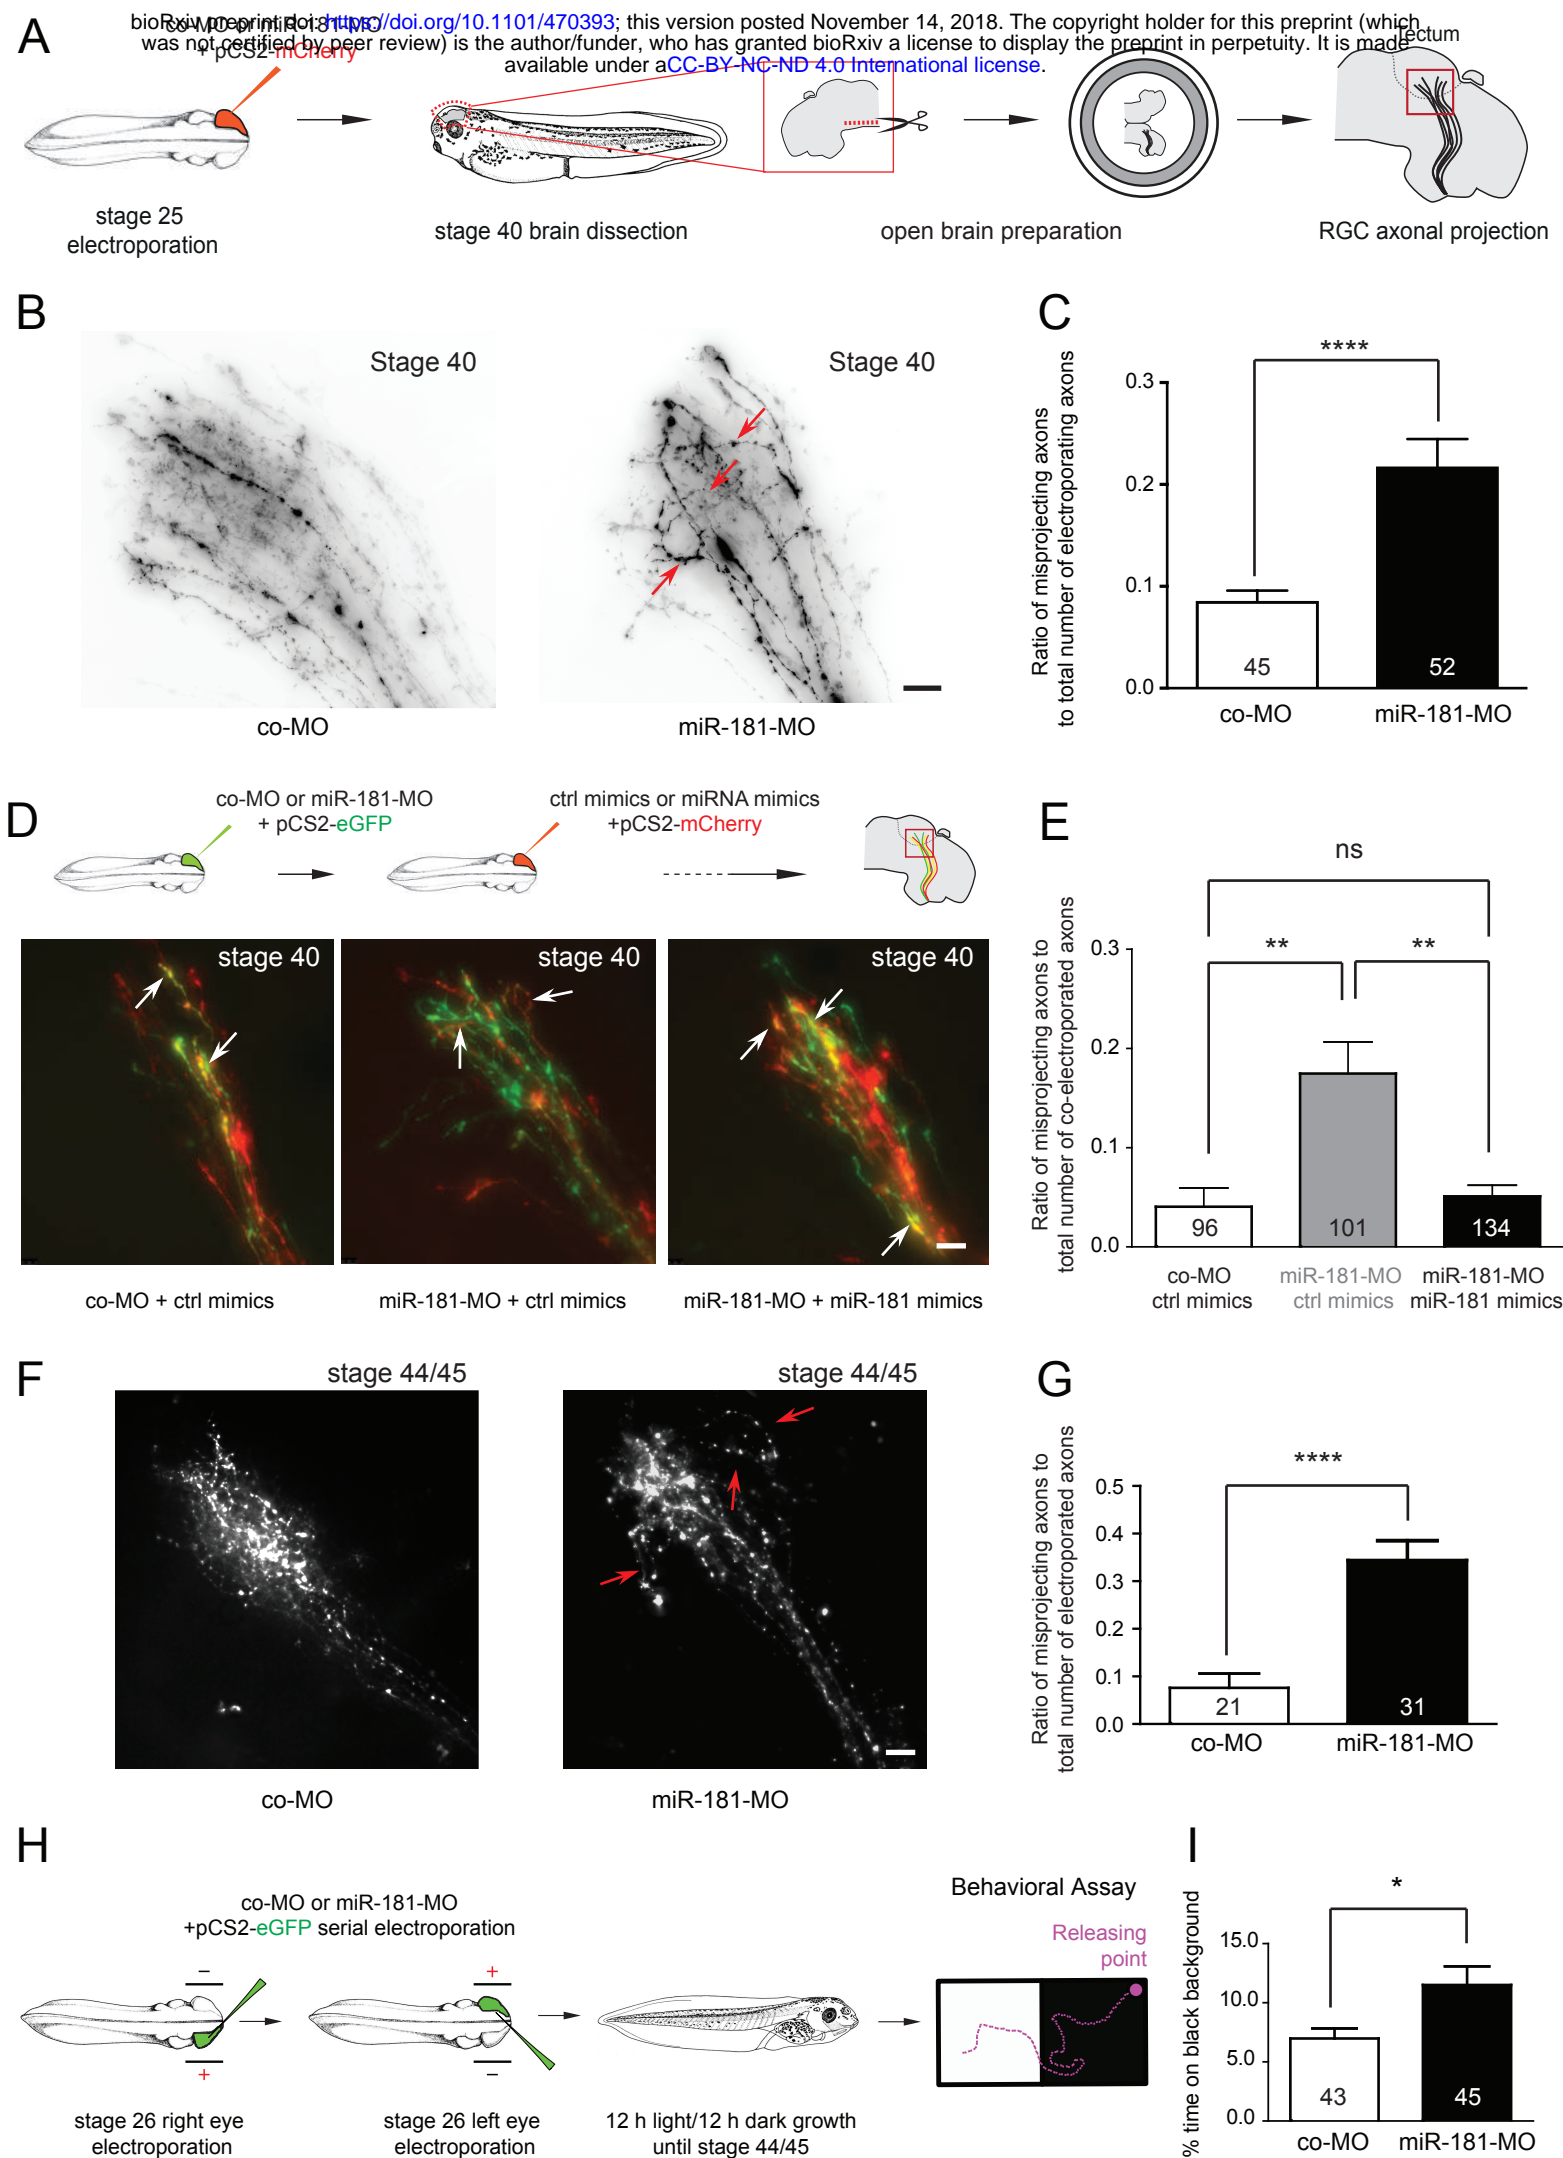 bioRxiv preprint doi: https://doi.org/10.1101/470393; this version posted November 14, 2018. The copyright holder for this preprint (which
was not certified by peer review) is the author/funder, who has granted bioRxiv a license to display the preprint in perpetuity. It is made
available under aCC-BY-NC-ND 4.0 International license.
A
co-MO or miR-181-MO
+ pCS2-mCherry
Tectum
stage 25
electroporation
stage 40 brain dissection
open brain preparation
RGC axonal projection
B
Stage 40
Stage 40
co-MO
miR-181-MO
C
Ratio of misprojecting axons
to total number of electroporating axons
****
0.3
0.2
0.1
0.0
45
52
co-MO
miR-181-MO
D
co-MO or miR-181-MO
+ pCS2-eGFP
ctrl mimics or miRNA mimics
+pCS2-mCherry
stage 40
stage 40
stage 40
co-MO + ctrl mimics
miR-181-MO + ctrl mimics
miR-181-MO + miR-181 mimics
E
Ratio of misprojecting axons to
total number of co-electroporated axons
ns
**
**
0.3
0.2
0.1
0.0
96
101
134
co-MO
ctrl mimics
miR-181-MO
ctrl mimics
miR-181-MO
miR-181 mimics
F
stage 44/45
stage 44/45
co-MO
miR-181-MO
G
Ratio of misprojecting axons to
total number of electroporated axons
****
0.5
0.4
0.3
0.2
0.1
0.0
21
31
co-MO
miR-181-MO
H
co-MO or miR-181-MO
+pCS2-eGFP serial electroporation
−
+
+
−
Behavioral Assay
Releasing
point
stage 26 right eye
electroporation
stage 26 left eye
electroporation
12 h light/12 h dark growth
until stage 44/45
I
% time on black background
*
15.0
10.0
5.0
0.0
43
45
co-MO
miR-181-MO